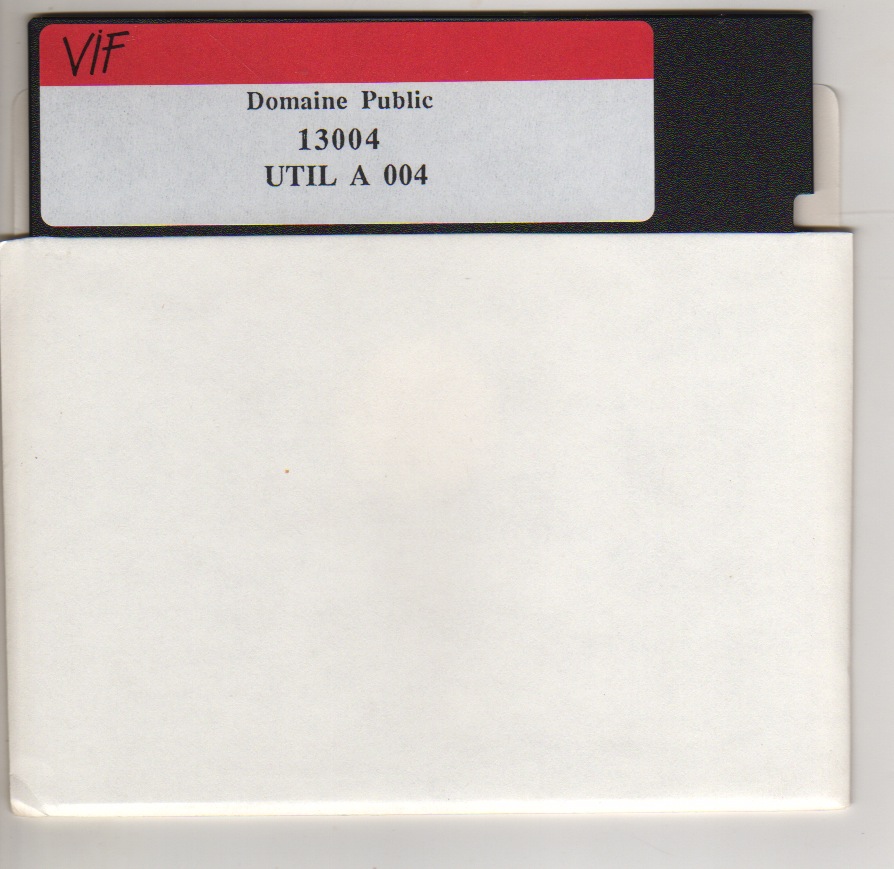 VIF
Domaine Public
13004
UTIL A 004